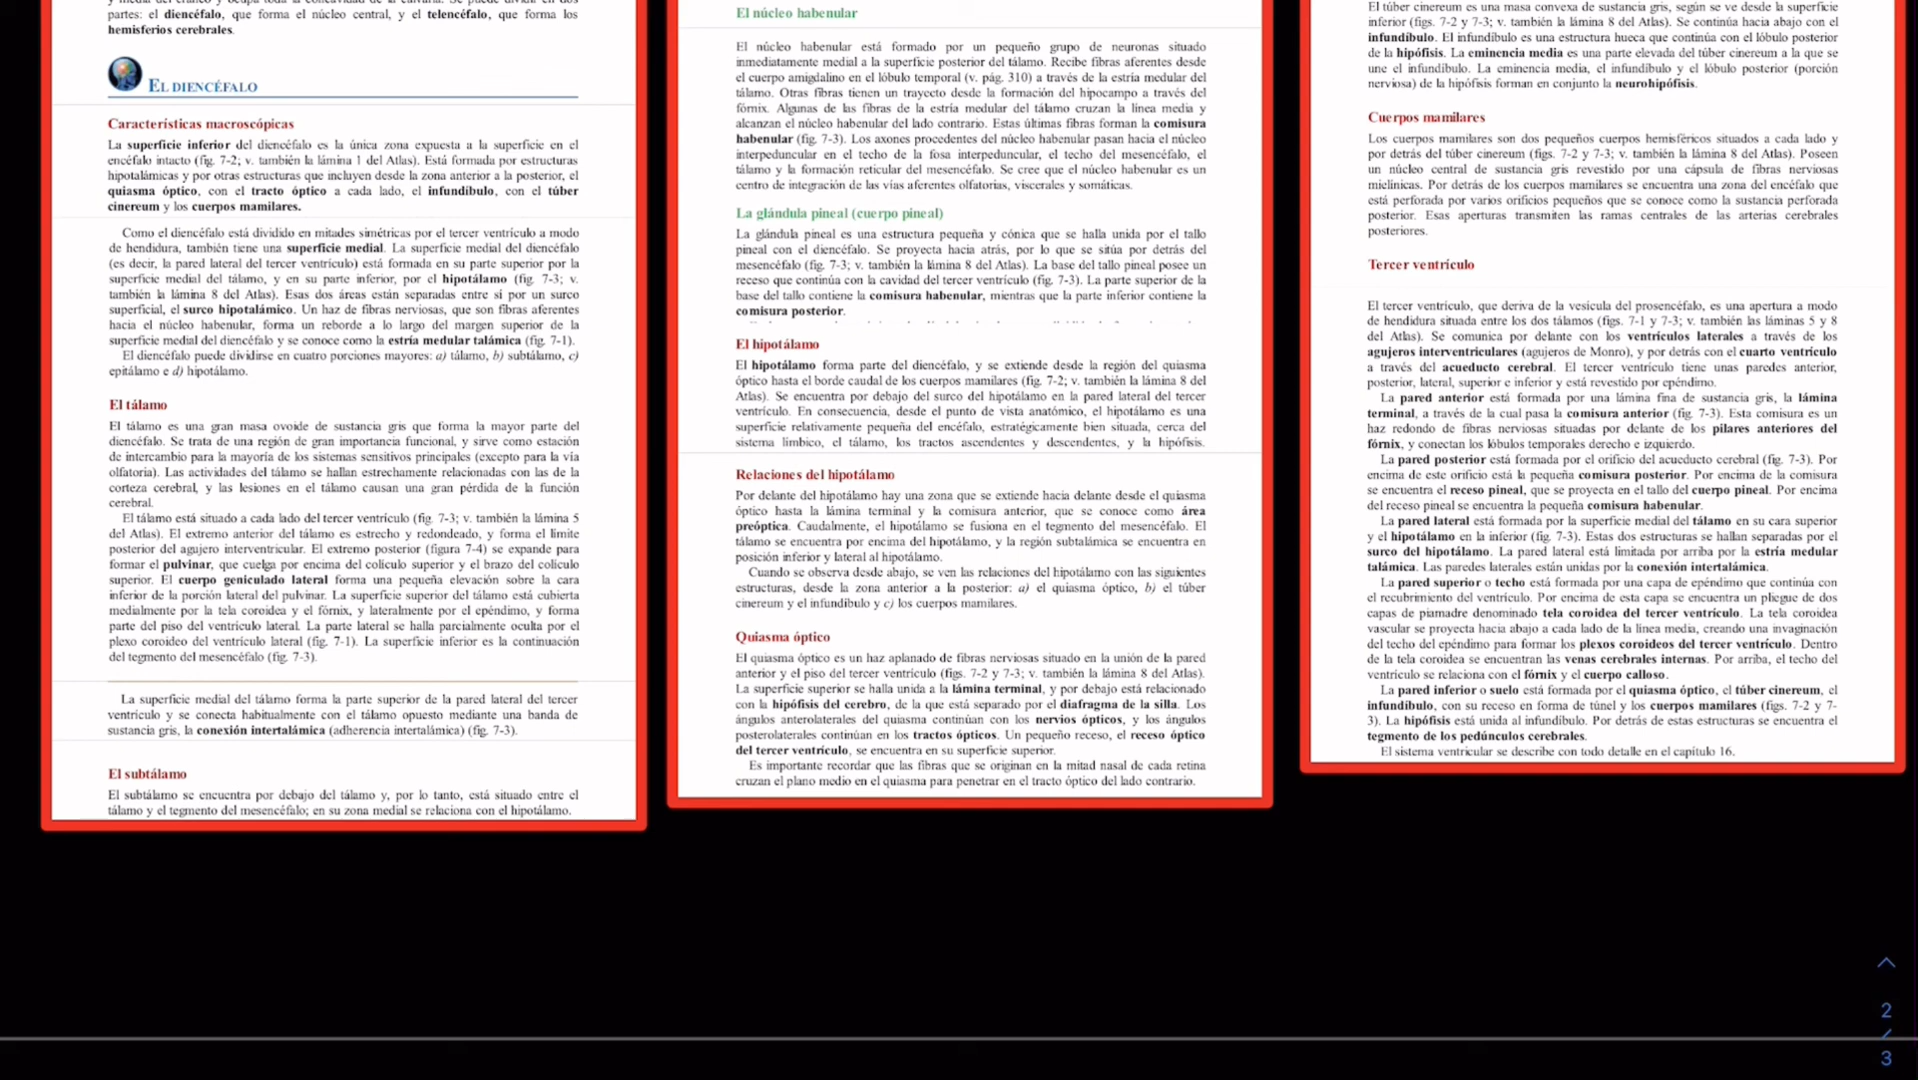 partes: el diencéfalo, que forma el núcleo central, y el telencéfalo, que forma los
hemisferios cerebrales.
EL DIENCÉFALO
Características macroscópicas
La superficie inferior del diencéfalo es la única zona expuesta a la superficie en el
encéfalo intacto (fig. 7-2; v. también la lámina 1 del Atlas). Está formada por estructuras
hipotalámicas y por otras estructuras que incluyen desde la zona anterior a la posterior, el
quiasma óptico, con el tracto óptico a cada lado, el infundíbulo, con el túber
cinereum y los cuerpos mamilares.
Como el diencéfalo está dividido en mitades simétricas por el tercer ventrículo a modo
de hendidura, también tiene una superficie medial. La superficie medial del diencéfalo
(es decir, la pared lateral del tercer ventrículo) está formada en su parte superior por la
superficie medial del tálamo, y en su parte inferior, por el hipotálamo (fig. 7-3; v.
también la lámina 8 del Atlas). Esas dos áreas están separadas entre sí por un surco
superficial, el surco hipotalámico. Un haz de fibras nerviosas, que son fibras aferentes
hacia el núcleo habenular, forma un reborde a lo largo del margen superior de la
superficie medial del diencéfalo y se conoce como la estría medular talámica (fig. 7-1).
El diencéfalo puede dividirse en cuatro porciones mayores: a) tálamo, b) subtálamo, c)
epitálamo e d) hipotálamo.
El tálamo
El tálamo es una gran masa ovoide de sustancia gris que forma la mayor parte del
diencéfalo. Se trata de una región de gran importancia funcional, y sirve como estación
de intercambio para la mayoría de los sistemas sensitivos principales (excepto para la vía
olfatoria). Las actividades del tálamo se hallan estrechamente relacionadas con las de la
corteza cerebral, y las lesiones en el tálamo causan una gran pérdida de la función
cerebral.
El tálamo está situado a cada lado del tercer ventrículo (fig. 7-3; v. también la lámina 5
del Atlas). El extremo anterior del tálamo es estrecho y redondeado, y forma el límite
posterior del agujero interventricular. El extremo posterior (figura 7-4) se expande para
formar el pulvinar, que cuelga por encima del colículo superior y el brazo del colículo
superior. El cuerpo geniculado lateral forma una pequeña elevación sobre la cara
inferior de la porción lateral del pulvinar. La superficie superior del tálamo está cubierta
medialmente por la tela coroidea y el fórnix, y lateralmente por el epéndimo, y forma
parte del piso del ventrículo lateral. La parte lateral se halla parcialmente oculta por el
plexo coroideo del ventrículo lateral (fig. 7-1). La superficie inferior es la continuación
del tegmento del mesencéfalo (fig. 7-3).
La superficie medial del tálamo forma la parte superior de la pared lateral del tercer
ventrículo y se conecta habitualmente con el tálamo opuesto mediante una banda de
sustancia gris, la conexión intertalámica (adherencia intertalámica) (fig. 7-3).
El subtálamo
El subtálamo se encuentra por debajo del tálamo y, por lo tanto, está situado entre el
tálamo y el tegmento del mesencéfalo; en su zona medial se relaciona con el hipotálamo.
El núcleo habenular
El núcleo habenular está formado por un pequeño grupo de neuronas situado
inmediatamente medial a la superficie posterior del tálamo. Recibe fibras aferentes desde
el cuerpo amigdalino en el lóbulo temporal (v. pág. 310) a través de la estría medular del
tálamo. Otras fibras tienen un trayecto desde la formación del hipocampo a través del
fórnix. Algunas de las fibras de la estría medular del tálamo cruzan la línea media y
alcanzan el núcleo habenular del lado contrario. Estas últimas fibras forman la comisura
habenular (fig. 7-3). Los axones procedentes del núcleo habenular pasan hacia el núcleo
interpeduncular en el techo de la fosa interpeduncular, el techo del mesencéfalo, el
tálamo y la formación reticular del mesencéfalo. Se cree que el núcleo habenular es un
centro de integración de las vías aferentes olfatorias, viscerales y somáticas.
La glándula pineal (cuerpo pineal)
La glándula pineal es una estructura pequeña y cónica que se halla unida por el tallo
pineal con el diencéfalo. Se proyecta hacia atrás, por lo que se sitúa por detrás del
mesencéfalo (fig. 7-3; v. también la lámina 8 del Atlas). La base del tallo pineal posee un
receso que continúa con la cavidad del tercer ventrículo (fig. 7-3). La parte superior de la
base del tallo contiene la comisura habenular, mientras que la parte inferior contiene la
comisura posterior.
El hipotálamo
El hipotálamo forma parte del diencéfalo, y se extiende desde la región del quiasma
óptico hasta el borde caudal de los cuerpos mamilares (fig. 7-2; v. también la lámina 8 del
Atlas). Se encuentra por debajo del surco del hipotálamo en la pared lateral del tercer
ventrículo. En consecuencia, desde el punto de vista anatómico, el hipotálamo es una
superficie relativamente pequeña del encéfalo, estratégicamente bien situada, cerca del
sistema límbico, el tálamo, los tractos ascendentes y descendentes, y la hipófisis.
Relaciones del hipotálamo
Por delante del hipotálamo hay una zona que se extiende hacia delante desde el quiasma
óptico hasta la lámina terminal y la comisura anterior, que se conoce como área
preóptica. Caudalmente, el hipotálamo se fusiona en el tegmento del mesencéfalo. El
tálamo se encuentra por encima del hipotálamo, y la región subtalámica se encuentra en
posición inferior y lateral al hipotálamo.
Cuando se observa desde abajo, se ven las relaciones del hipotálamo con las siguientes
estructuras, desde la zona anterior a la posterior: a) el quiasma óptico, b) el túber
cinereum y el infundíbulo y c) los cuerpos mamilares.
Quiasma óptico
El quiasma óptico es un haz aplanado de fibras nerviosas situado en la unión de la pared
anterior y el piso del tercer ventrículo (figs. 7-2 y 7-3; v. también la lámina 8 del Atlas).
La superficie superior se halla unida a la lámina terminal, y por debajo está relacionado
con la hipófisis del cerebro, de la que está separado por el diafragma de la silla. Los
ángulos anterolaterales del quiasma continúan con los nervios ópticos, y los ángulos
posterolaterales continúan en los tractos ópticos. Un pequeño receso, el receso óptico
del tercer ventrículo, se encuentra en su superficie superior.
Es importante recordar que las fibras que se originan en la mitad nasal de cada retina
cruzan el plano medio en el quiasma para penetrar en el tracto óptico del lado contrario.
El túber cinereum es una masa convexa de sustancia gris, según se ve desde la superficie
inferior (figs. 7-2 y 7-3; v. también la lámina 8 del Atlas). Se continúa hacia abajo con el
infundíbulo. El infundíbulo es una estructura hueca que continúa con el lóbulo posterior
de la hipófisis. La eminencia media es una parte elevada del túber cinereum a la que se
une el infundíbulo. La eminencia media, el infundíbulo y el lóbulo posterior (porción
nerviosa) de la hipófisis forman en conjunto la neurohipófisis.
Cuerpos mamilares
Los cuerpos mamilares son dos pequeños cuerpos hemisféricos situados a cada lado y
por detrás del túber cinereum (figs. 7-2 y 7-3; v. también la lámina 8 del Atlas). Poseen
un núcleo central de sustancia gris revestido por una cápsula de fibras nerviosas
mielínicas. Por detrás de los cuerpos mamilares se encuentra una zona del encéfalo que
está perforada por varios orificios pequeños que se conoce como la sustancia perforada
posterior. Esas aperturas transmiten las ramas centrales de las arterias cerebrales
posteriores.
Tercer ventrículo
El tercer ventrículo, que deriva de la vesícula del prosencéfalo, es una apertura a modo
de hendidura situada entre los dos tálamos (figs. 7-1 y 7-3; v. también las láminas 5 y 8
del Atlas). Se comunica por delante con los ventrículos laterales a través de los
agujeros interventriculares (agujeros de Monro), y por detrás con el cuarto ventrículo
a través del acueducto cerebral. El tercer ventrículo tiene unas paredes anterior,
posterior, lateral, superior e inferior y está revestido por epéndimo.
La pared anterior está formada por una lámina fina de sustancia gris, la lámina
terminal, a través de la cual pasa la comisura anterior (fig. 7-3). Esta comisura es un
haz redondo de fibras nerviosas situadas por delante de los pilares anteriores del
fórnix, y conectan los lóbulos temporales derecho e izquierdo.
La pared posterior está formada por el orificio del acueducto cerebral (fig. 7-3). Por
encima de este orificio está la pequeña comisura posterior. Por encima de la comisura
se encuentra el receso pineal, que se proyecta en el tallo del cuerpo pineal. Por encima
del receso pineal se encuentra la pequeña comisura habenular.
La pared lateral está formada por la superficie medial del tálamo en su cara superior
y el hipotálamo en la inferior (fig. 7-3). Estas dos estructuras se hallan separadas por el
surco del hipotálamo. La pared lateral está limitada por arriba por la estría medular
talámica. Las paredes laterales están unidas por la conexión intertalámica.
La pared superior o techo está formada por una capa de epéndimo que continúa con
el recubrimiento del ventrículo. Por encima de esta capa se encuentra un pliegue de dos
capas de piamadre denominado tela coroidea del tercer ventrículo. La tela coroidea
vascular se proyecta hacia abajo a cada lado de la línea media, creando una invaginación
del techo del epéndimo para formar los plexos coroideos del tercer ventrículo. Dentro
de la tela coroidea se encuentran las venas cerebrales internas. Por arriba, el techo del
ventrículo se relaciona con el fórnix y el cuerpo calloso.
La pared inferior o suelo está formada por el quiasma óptico, el túber cinereum, el
infundíbulo, con su receso en forma de túnel y los cuerpos mamilares (figs. 7-2 y 7-
3). La hipófisis está unida al infundíbulo. Por detrás de estas estructuras se encuentra el
tegmento de los pedúnculos cerebrales.
El sistema ventricular se describe con todo detalle en el capítulo 16.
2
/
3